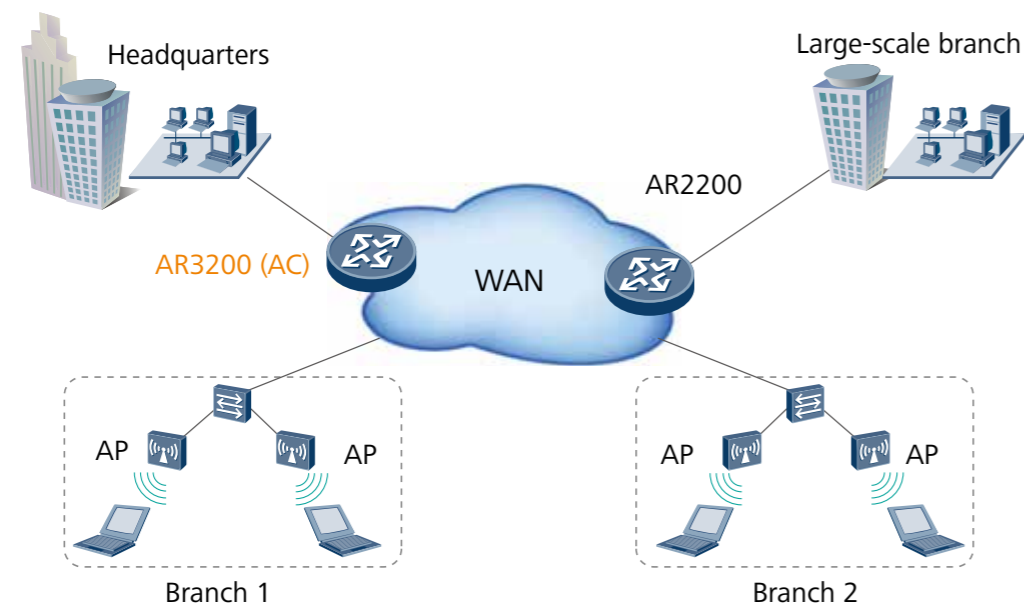 Headquarters
Large-scale branch
AR2200
AR3200 (AC)
WAN
AP
AP
AP
AP
Branch 1
Branch 2